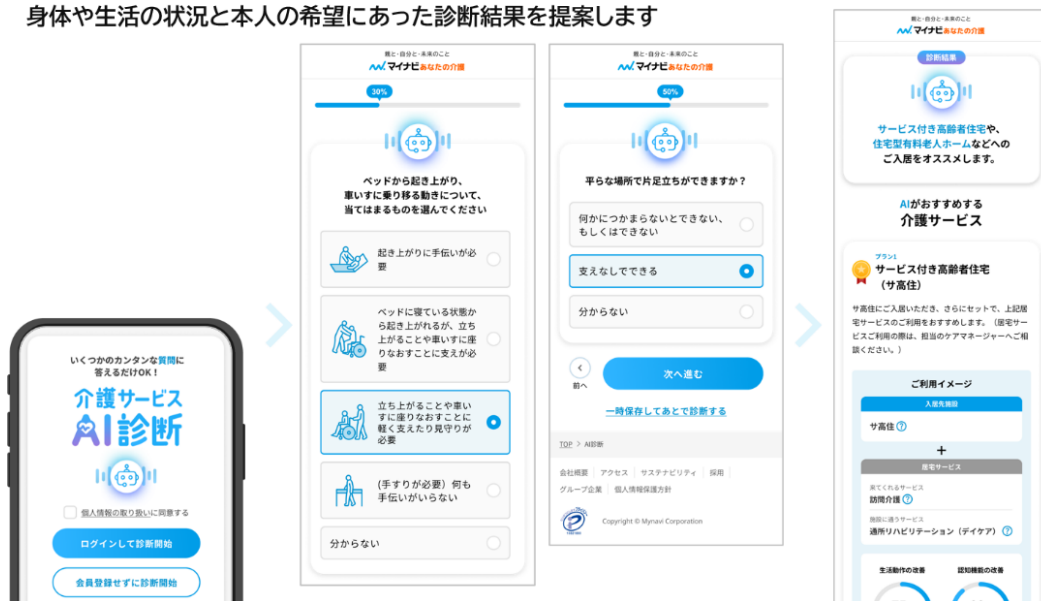 身体や生活の状況と本人の希望にあった診断結果を提案します
いくつかのカンタンな質問に
答えるだけOK！
介護サービス
AI診断
個人情報の取り扱いに同意する
ログインして診断開始
会員登録せずに診断開始
親と・自分と・未来のこと
マイナビあなたの介護
30%
ベッドから起き上がり、
車いすに乗り移る動きについて、
当てはまるものを選んでください
起き上がりに手伝いが必
要
ベッドに寝ている状態か
ら起き上がれるが、立ち
上がることや車いすに座
りなおすことに支えが必
要
立ち上がることや車い
すに座りなおすことに
軽く支えたり見守りが
必要
(手すりが必要）何も
手伝いがいらない
分からない
親と・自分と・未来のこと
マイナビあなたの介護
50%
平らな場所で片足立ちができますか？
何かにつかまらないとできない、
もしくはできない
支えなしでできる
分からない
前へ
次へ進む
一時保存してあとで診断する
TOP > AI診断
会社概要 アクセス サステナビリティ 採用
グループ企業 個人情報保護方針
Copyright © Mynavi Corporation
親と・自分と・未来のこと
マイナビあなたの介護
診断結果
サービス付き高齢者住宅や、
住宅型有料老人ホームなどへの
ご入居をオススメします。
AIがおすすめする
介護サービス
プラン1
サービス付き高齢者住宅
（サ高住）
サ高住にご入居いただき、さらにセットで、上記居
宅サービスのご利用をおすすめします。（居宅サー
ビスご利用の際は、担当のケアマネージャーへご相
談ください。）
ご利用イメージ
入居先施設
サ高住 ?
+
居宅サービス
来てくれるサービス
訪問介護 ?
施設に通うサービス
通所リハビリテーション（デイケア） ?
生活動作の改善 認知機能の改善